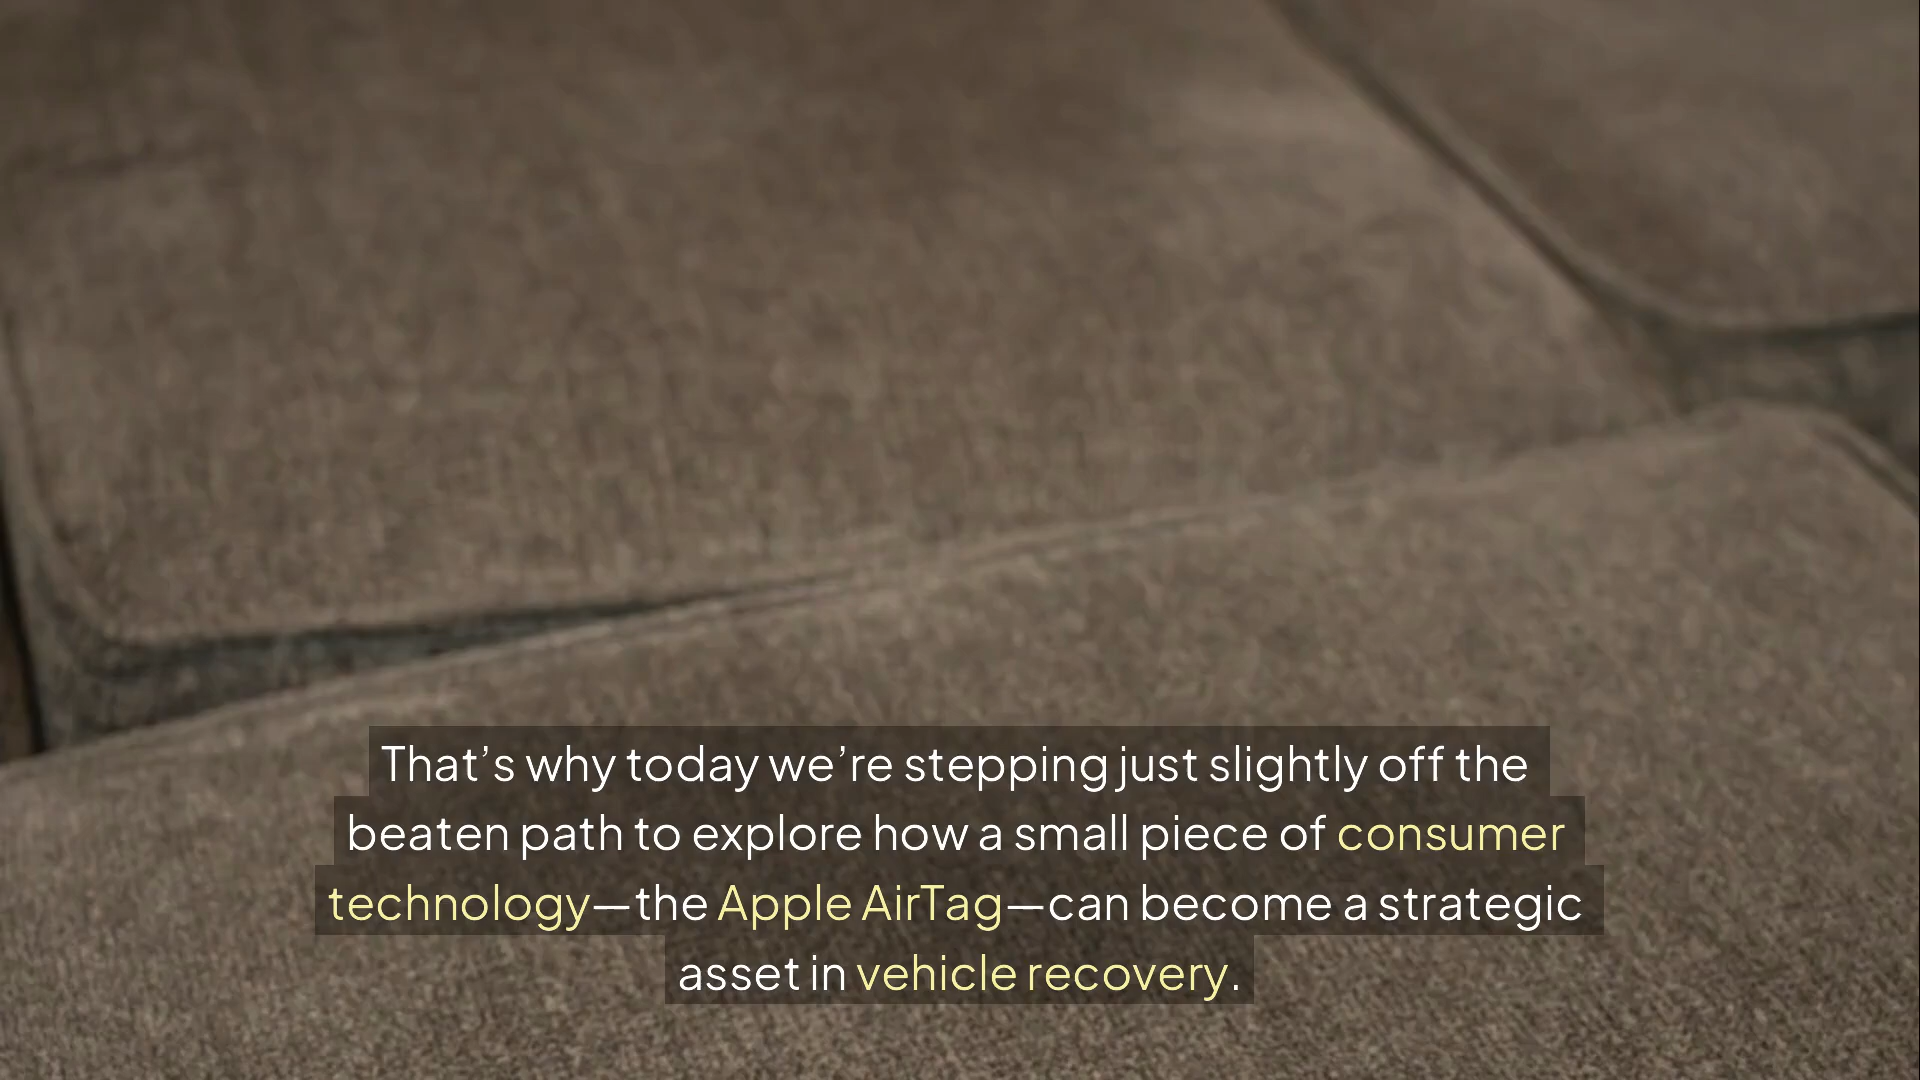 That’s why today we’re stepping just slightly off the
beaten path to explore how a small piece of consumer
technology—the Apple AirTag—can become a strategic
asset in vehicle recovery.